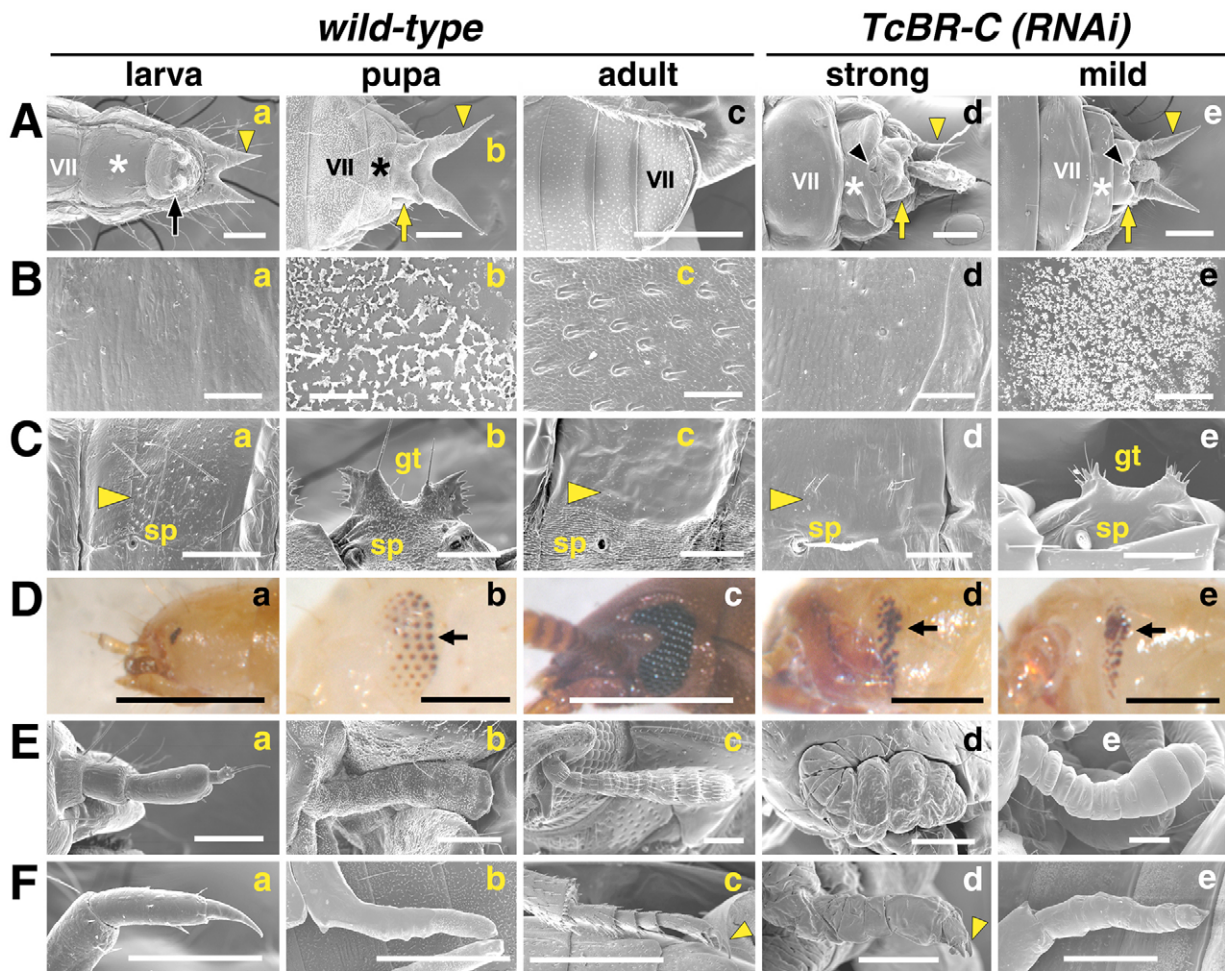 wild-type TcBR-C (RNAi)
larva pupa adult strong mild
A a b c d e
VII * VII * VII VII * VII *
B a b c d e
C a b c d e
gt gt
sp sp sp sp sp
D a b c d e
E a b c d e
F a b c d e